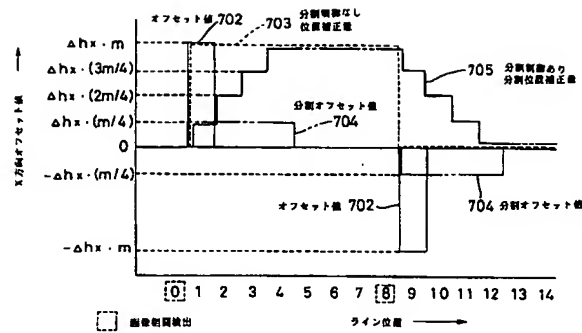 オフセット値 702
703 分割制御なし
位置補正量
Δhx・m
Δhx・(3m/4)
Δhx・(2m/4)
Δhx・(m/4)
0
-Δhx・(m/4)
-Δhx・m
X方向オフセット値
分割オフセット値
704
705 分割制御あり
分割位置補正量
オフセット値 702
704 分割オフセット値
0 1 2 3 4 5 6 7 8 9 10 11 12 13 14
画像相関検出
ライン位置